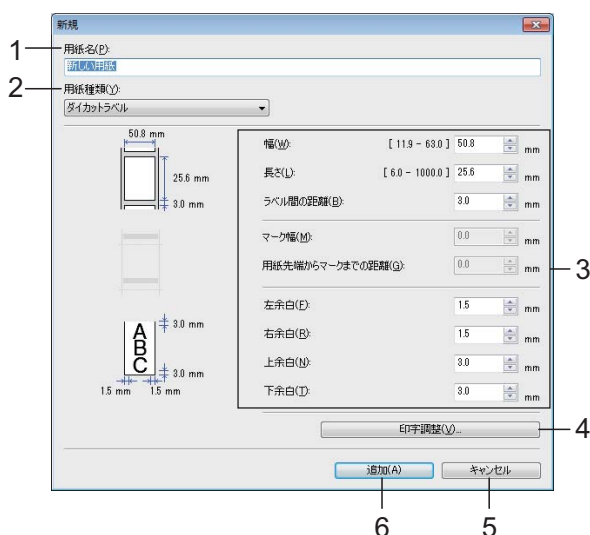 新規
1
用紙名(P):
新しい用紙
2
用紙種類(Y):
ダイカットラベル
50.8 mm
25.6 mm
3.0 mm
3.0 mm
A
B
C
3.0 mm
1.5 mm 1.5 mm
幅(W): [ 11.9 - 63.0 ] 50.8 mm
長さ(L): [ 6.0 - 1000.0 ] 25.6 mm
ラベル間の距離(B): 3.0 mm
マーク幅(M): 0.0 mm
用紙先端からマークまでの距離(G): 0.0 mm
3
左余白(F): 1.5 mm
右余白(R): 1.5 mm
上余白(N): 3.0 mm
下余白(T): 3.0 mm
印字調整(V)...
4
追加(A) キャンセル
6 5